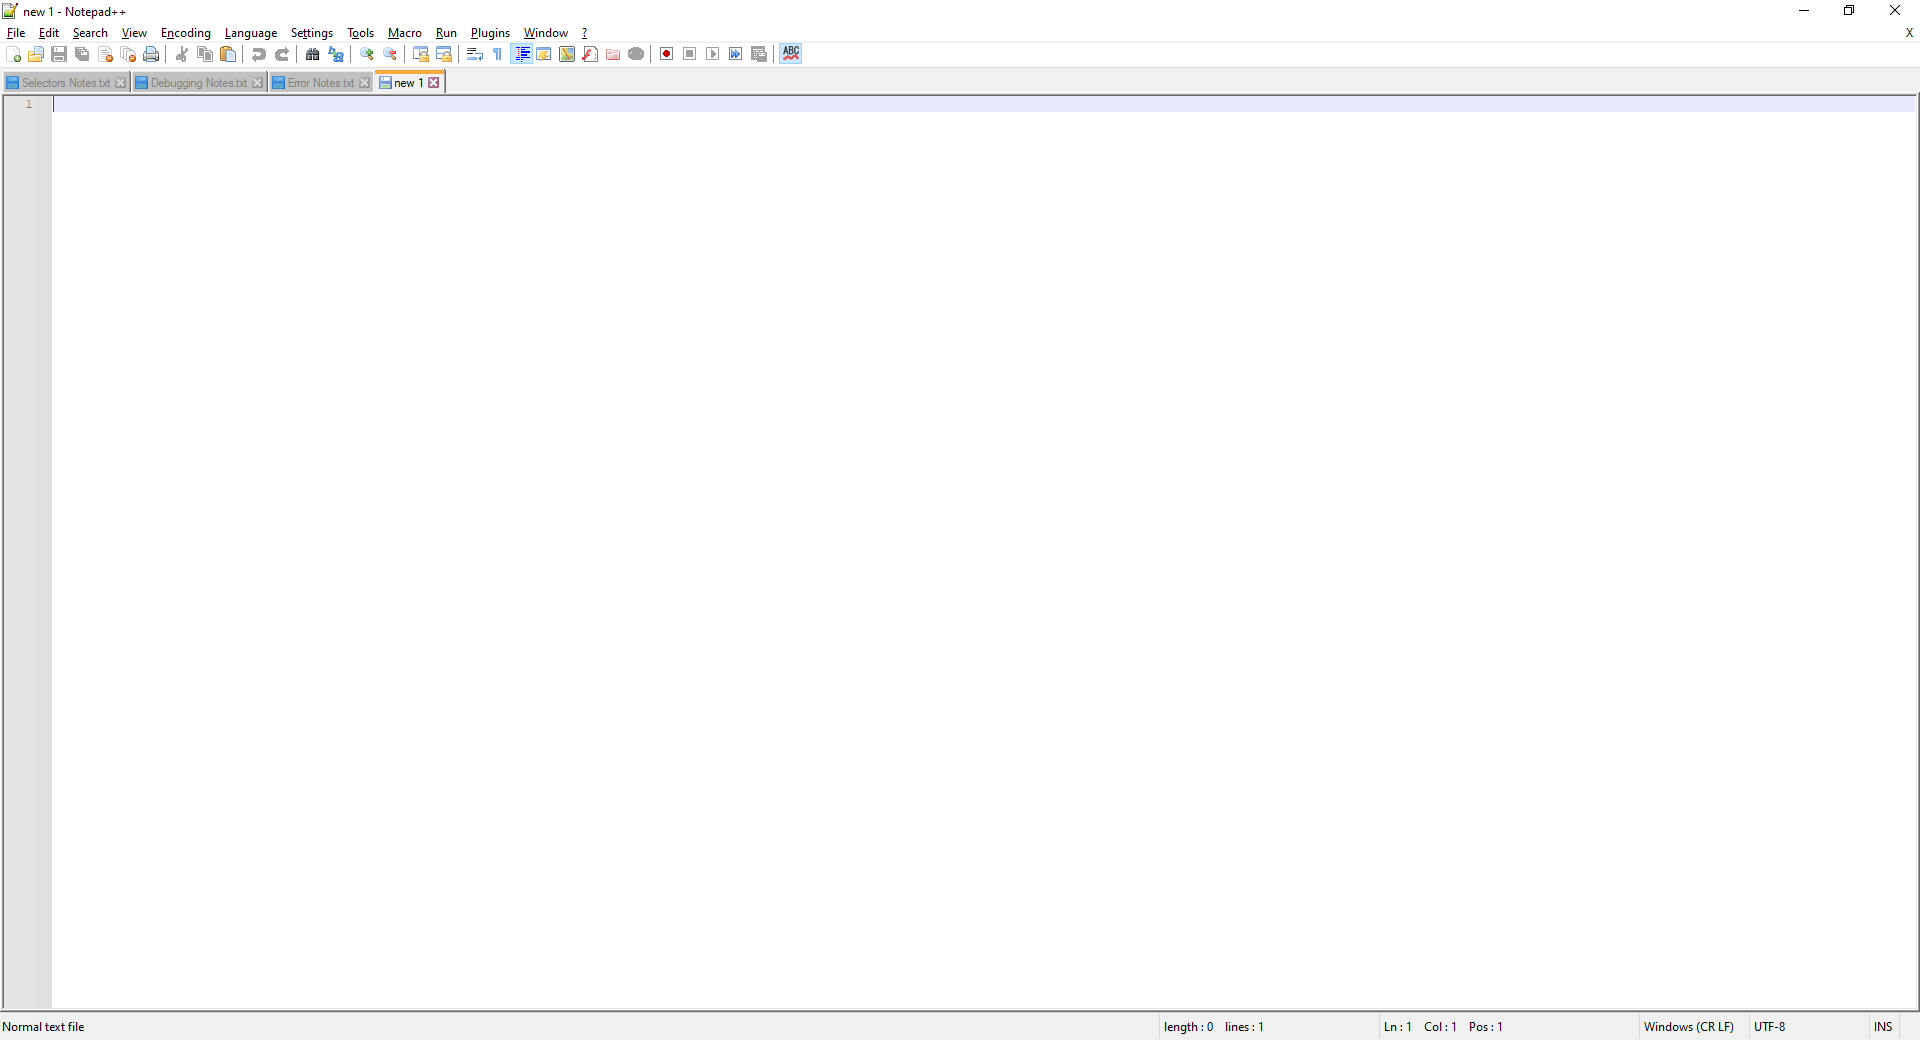 new 1 - Notepad++
File Edit Search View Encoding Language Settings Tools Macro Run Plugins Window ? X
ABC
Selectors Notes.txt Debugging Notes.txt Error Notes.txt new 1
1
Normal text file length : 0 lines : 1 Ln : 1 Col : 1 Pos : 1 Windows (CR LF) UTF-8 INS